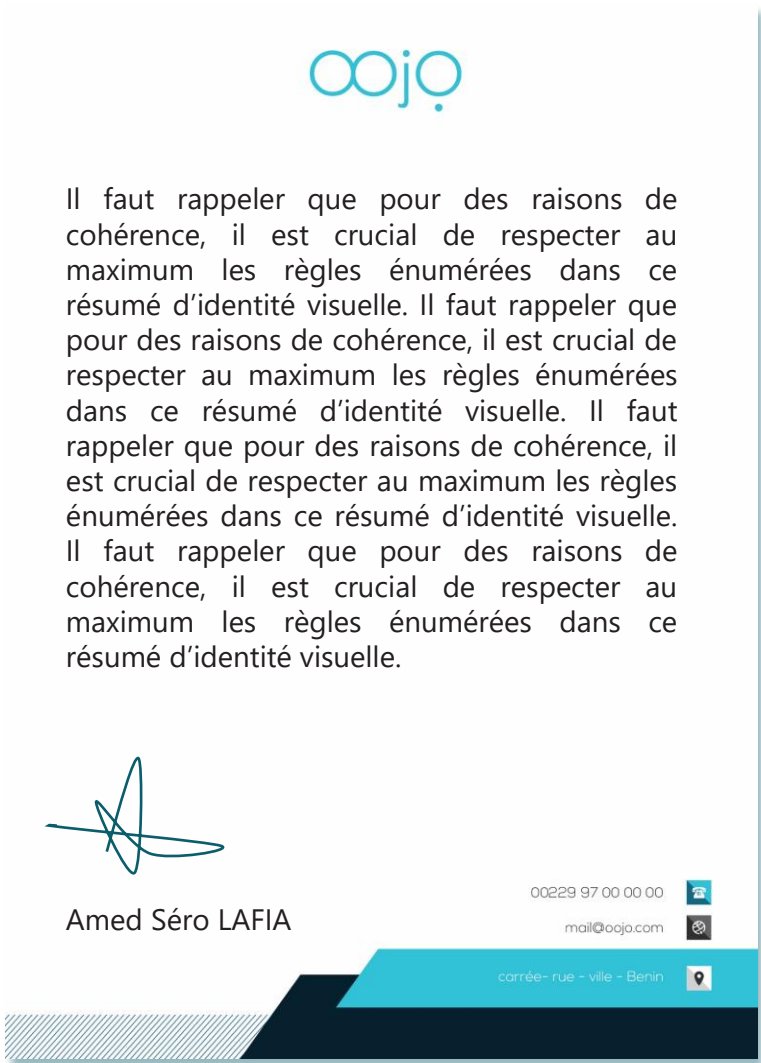 oojọ
Il faut rappeler que pour des raisons de
cohérence, il est crucial de respecter au
maximum les règles énumérées dans ce
résumé d’identité visuelle. Il faut rappeler que
pour des raisons de cohérence, il est crucial de
respecter au maximum les règles énumérées
dans ce résumé d’identité visuelle. Il faut
rappeler que pour des raisons de cohérence, il
est crucial de respecter au maximum les règles
énumérées dans ce résumé d’identité visuelle.
Il faut rappeler que pour des raisons de
cohérence, il est crucial de respecter au
maximum les règles énumérées dans ce
résumé d’identité visuelle.
00229 97 00 00 00
Amed Séro LAFIA
mail@oojo.com
carrée- rue - ville - Benin